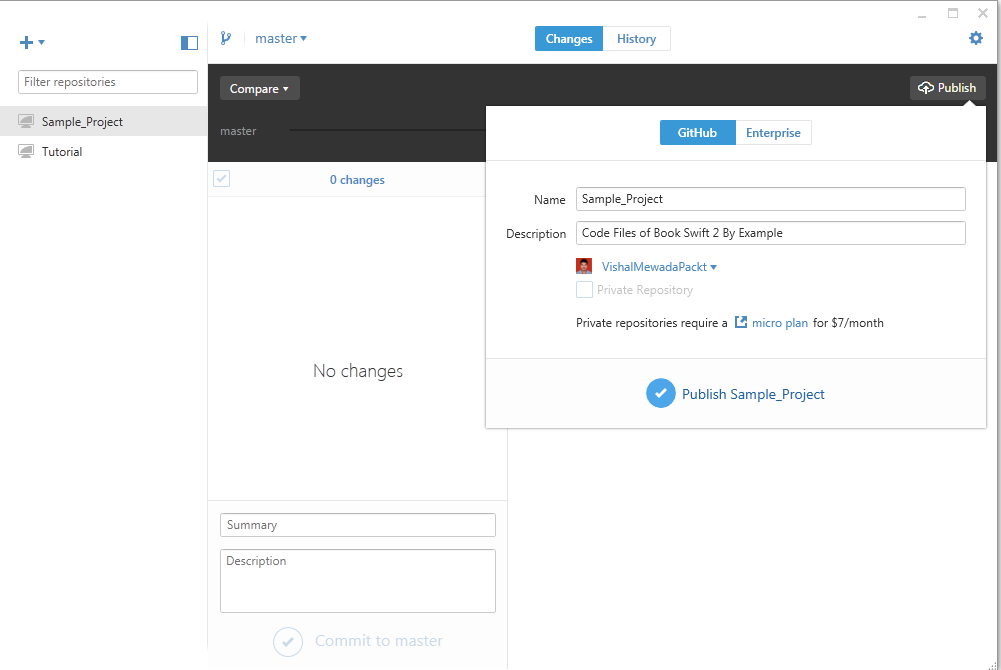 master
Changes
History
Filter repositories
Compare
Publish
Sample_Project
master
Tutorial
GitHub
Enterprise
0 changes
Name
Sample_Project
Description
Code Files of Book Swift 2 By Example
VishalMewadaPackt
Private Repository
Private repositories require a micro plan for $7/month
No changes
Publish Sample_Project
Summary
Description
Commit to master